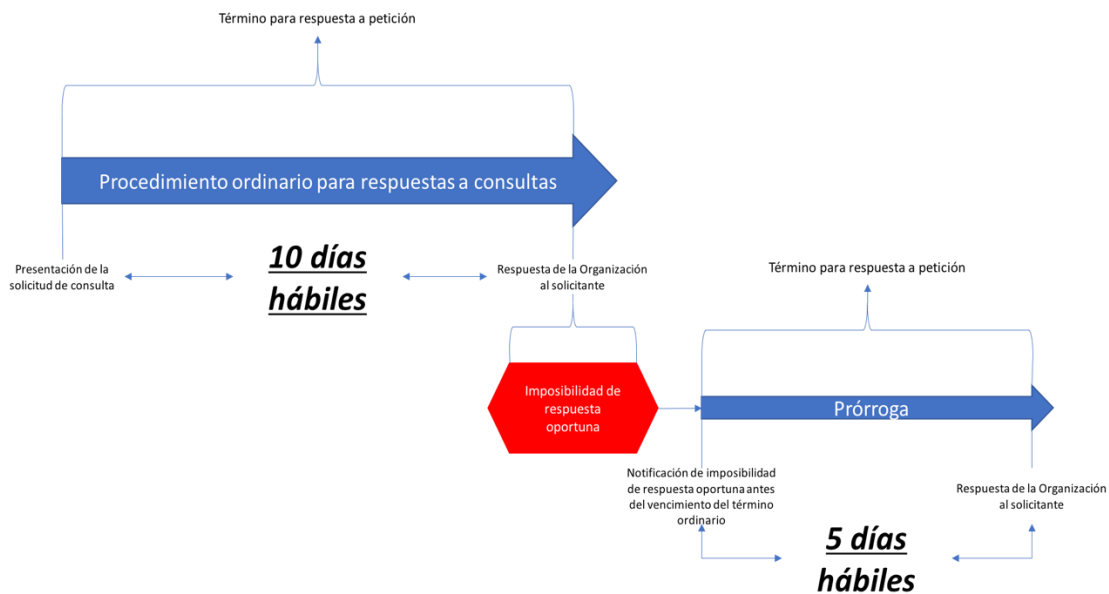 Término para respuesta a petición
Procedimiento ordinario para respuestas a consultas
Presentación de la
solicitud de consulta
10 días
hábiles
Respuesta de la Organización
al solicitante
Término para respuesta a petición
Imposibilidad de
respuesta
oportuna
Prórroga
Notificación de imposibilidad
de respuesta oportuna antes
del vencimiento del término
ordinario
Respuesta de la Organización
al solicitante
5 días
hábiles